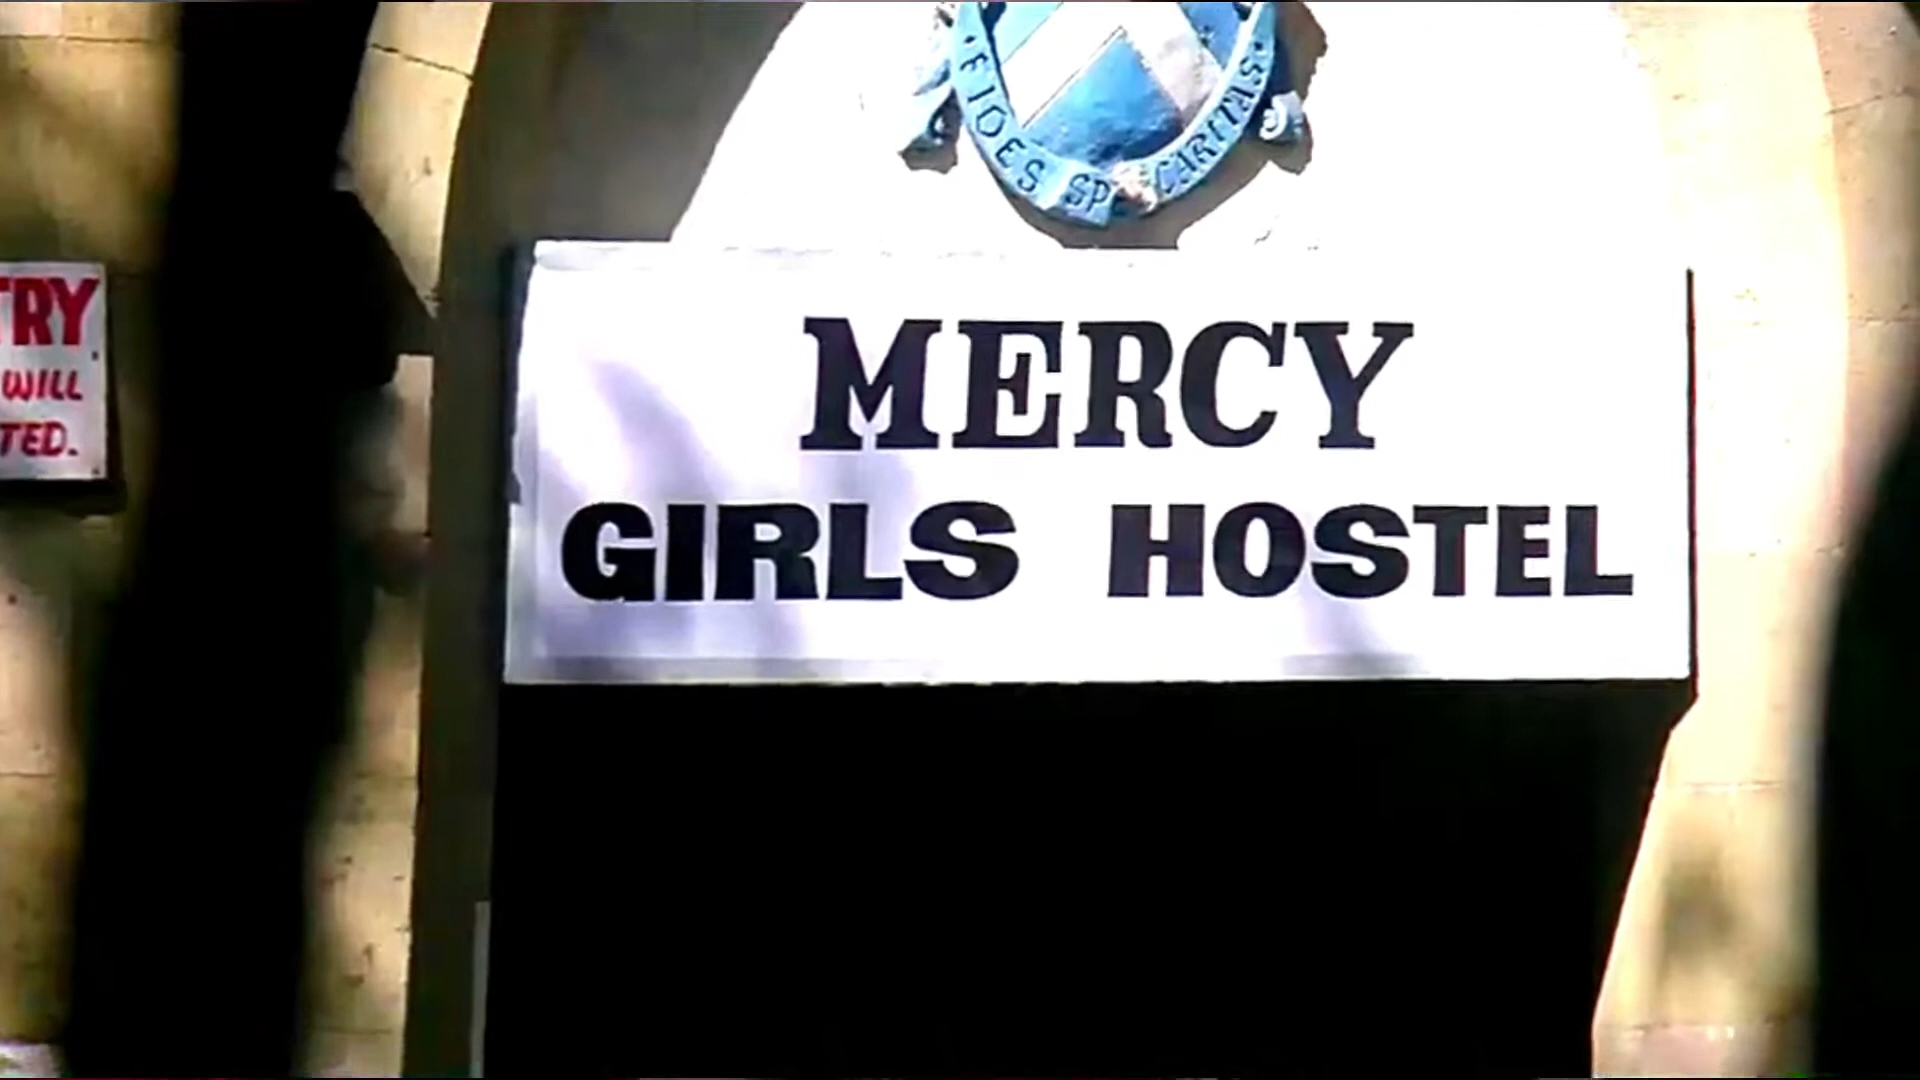 FIDES SPES CARITAS
TRY
WILL
TED.
MERCY
GIRLS HOSTEL